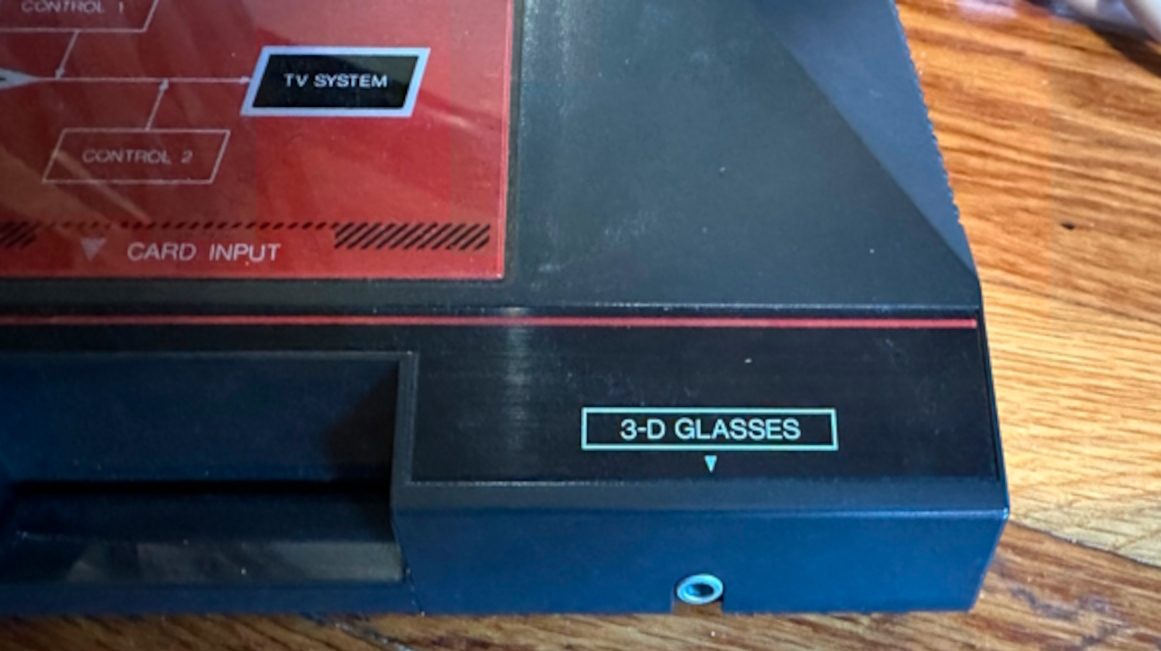 CONTROL 1
TV SYSTEM
CONTROL 2
CARD INPUT
3-D GLASSES